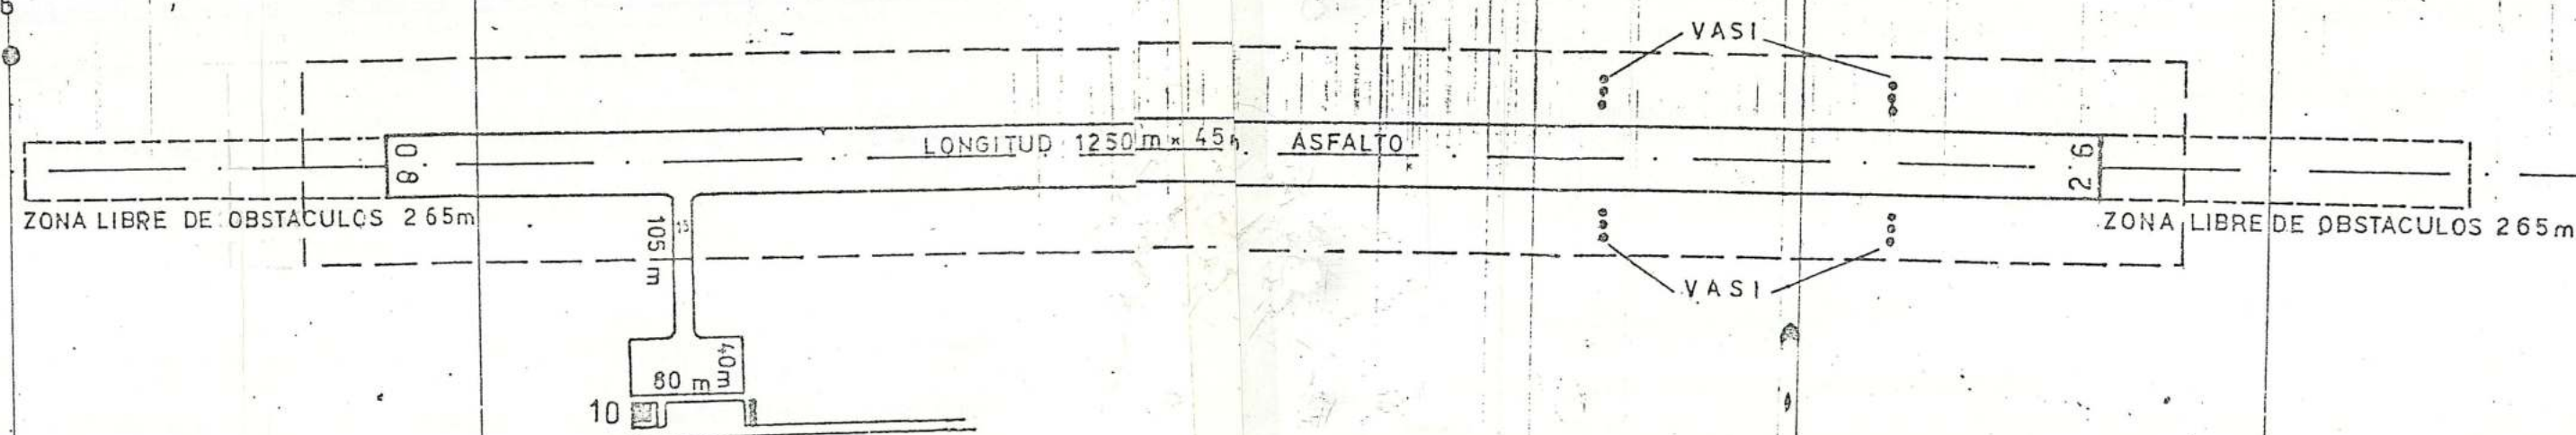 VASI
LONGITUD 1250 m x 45 ASFALTO
08
26
ZONA LIBRE DE OBSTACULOS 265m
ZONA LIBRE DE OBSTACULOS 265m
105 m
15
VASI
40m
80 m
10